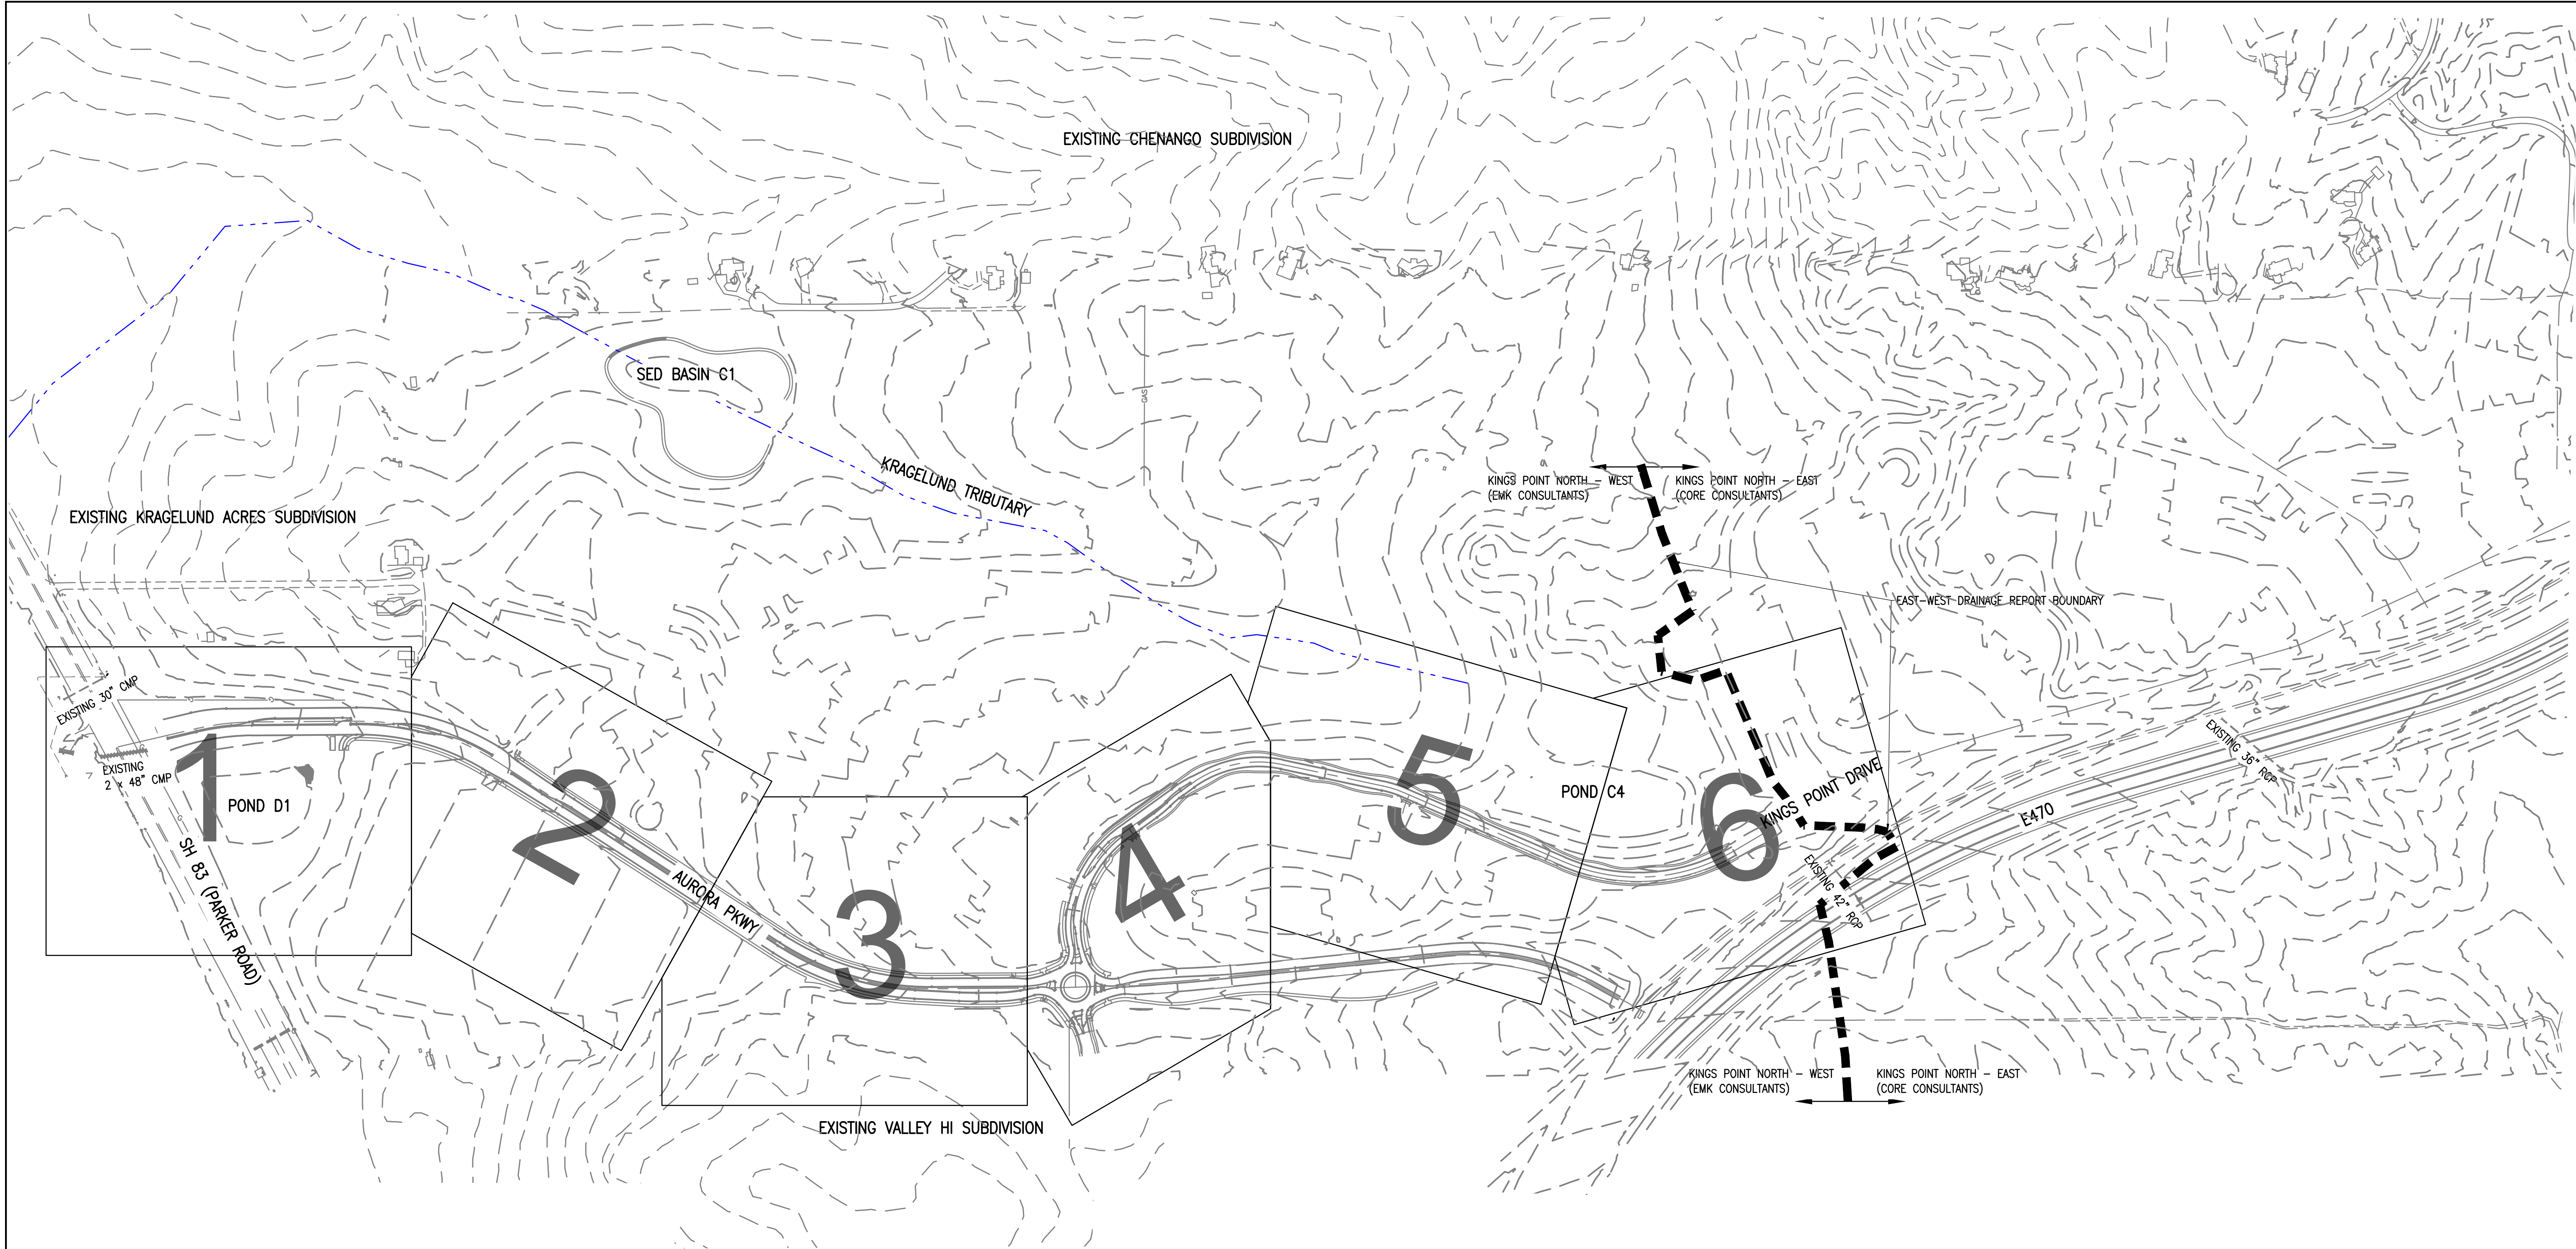 EXISTING CHENANGO SUBDIVISION
SED BASIN C1
GAS
KRAGELUND TRIBUTARY
KINGS POINT NORTH - WEST
(EMK CONSULTANTS)
KINGS POINT NORTH - EAST
(CORE CONSULTANTS)
EXISTING KRAGELUND ACRES SUBDIVISION
EAST-WEST DRAINAGE REPORT BOUNDARY
EXISTING 30" CMP
EXISTING
2 x 48" CMP
1
POND D1
SH 83 (PARKER ROAD)
2
AURORA PKWY
3
4
5
POND C4
6
KINGS POINT DRIVE
EXISTING 42" RCP
E470
EXISTING 36" RCP
KINGS POINT NORTH - WEST
(EMK CONSULTANTS)
KINGS POINT NORTH - EAST
(CORE CONSULTANTS)
EXISTING VALLEY HI SUBDIVISION